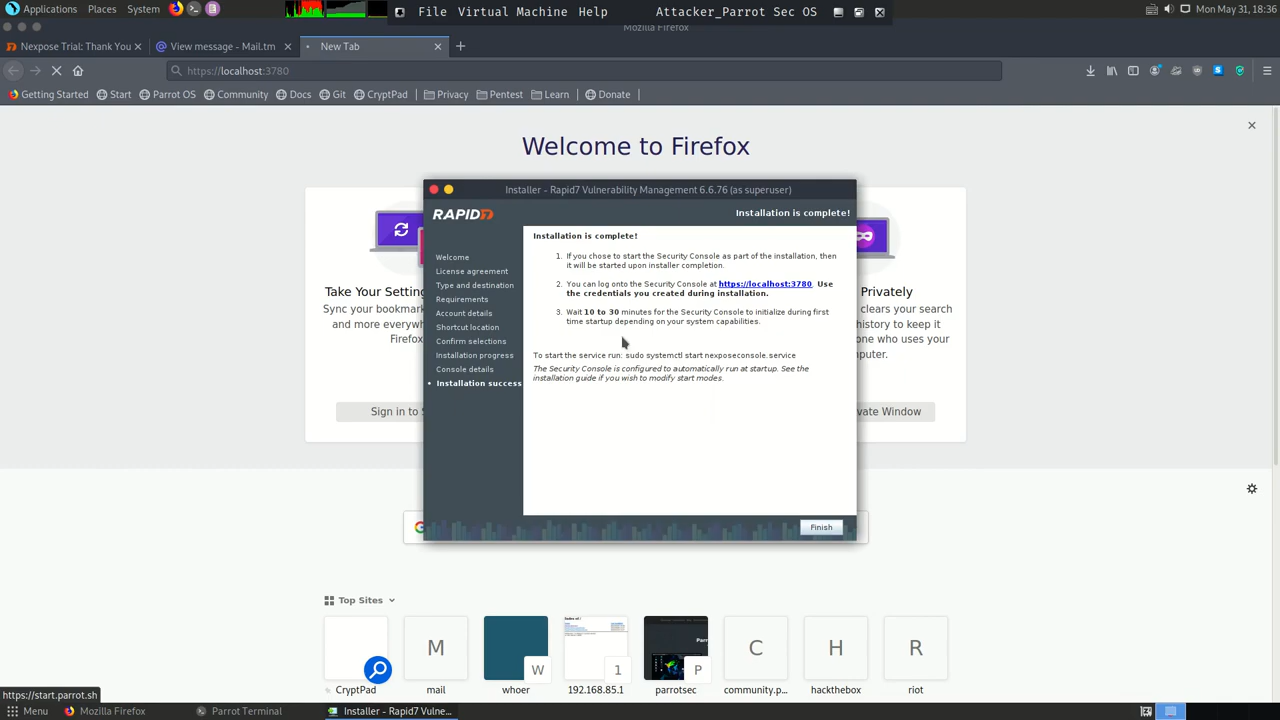 Applications Places System
File Virtual Machine Help Attacker_Parrot Sec OS
Mon May 31, 18:36
Mozilla Firefox
Nexpose Trial: Thank You
View message - Mail.tm
New Tab
https://localhost:3780
Getting Started Start Parrot OS Community Docs Git CryptPad Privacy Pentest Learn Donate
Welcome to Firefox
Installer - Rapid7 Vulnerability Management 6.6.76 (as superuser)
RAPID7
Installation is complete!
Welcome
License agreement
Type and destination
Requirements
Account details
Shortcut location
Confirm selections
Installation progress
Console details
• Installation success
Installation is complete!
1. If you chose to start the Security Console as part of the installation, then
it will be started upon installer completion.
2. You can log onto the Security Console at https://localhost:3780. Use
the credentials you created during installation.
3. Wait 10 to 30 minutes for the Security Console to initialize during first
time startup depending on your system capabilities.
To start the service run: sudo systemctl start nexposeconsole.service
The Security Console is configured to automatically run at startup. See the
installation guide if you wish to modify start modes.
Finish
Take Your Setting
Sync your bookmar
and more everywh
Firefox
Sign in to
Privately
clears your search
history to keep it
one who uses your
puter.
vate Window
Top Sites
M
W
1
P
C
H
R
CryptPad
mail
whoer
192.168.85.1
parrotsec
community.p...
hackthebox
riot
https://start.parrot.sh
Menu
Mozilla Firefox
Parrot Terminal
Installer - Rapid7 Vulne...